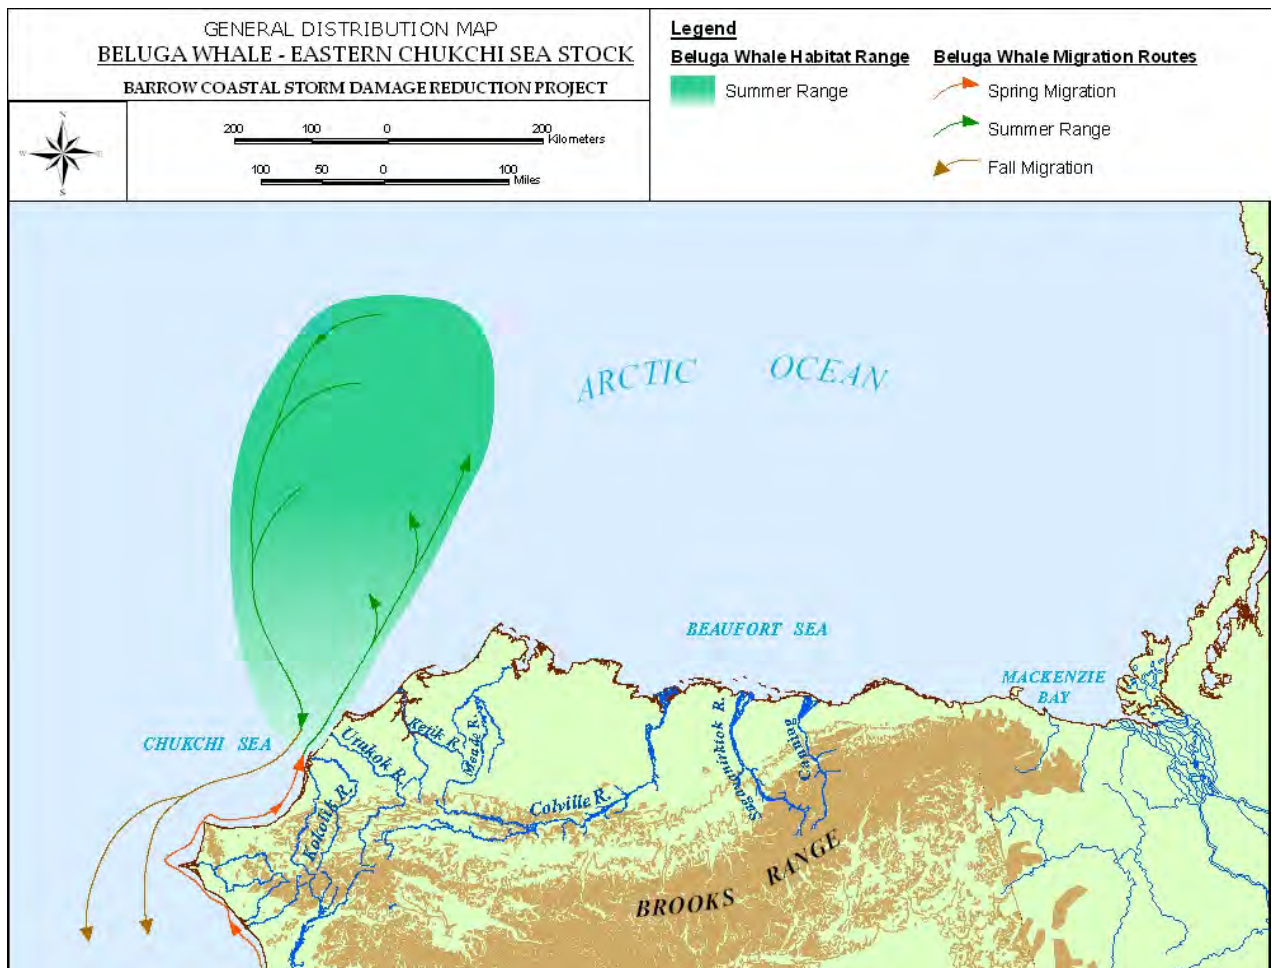 GENERAL DISTRIBUTION MAP
BELUGA WHALE - EASTERN CHUKCHI SEA STOCK
BARROW COASTAL STORM DAMAGE REDUCTION PROJECT
N
W E
S
200 100 0 200
Kilometers
100 50 0 100
Miles
Legend
Beluga Whale Habitat Range
Summer Range
Beluga Whale Migration Routes
Spring Migration
Summer Range
Fall Migration
ARCTIC OCEAN
BEAUFORT SEA
MACKENZIE
BAY
CHUKCHI SEA
Utukok R.
Meade R.
Kokolik R.
Colville R.
Canning
BROOKS RANGE